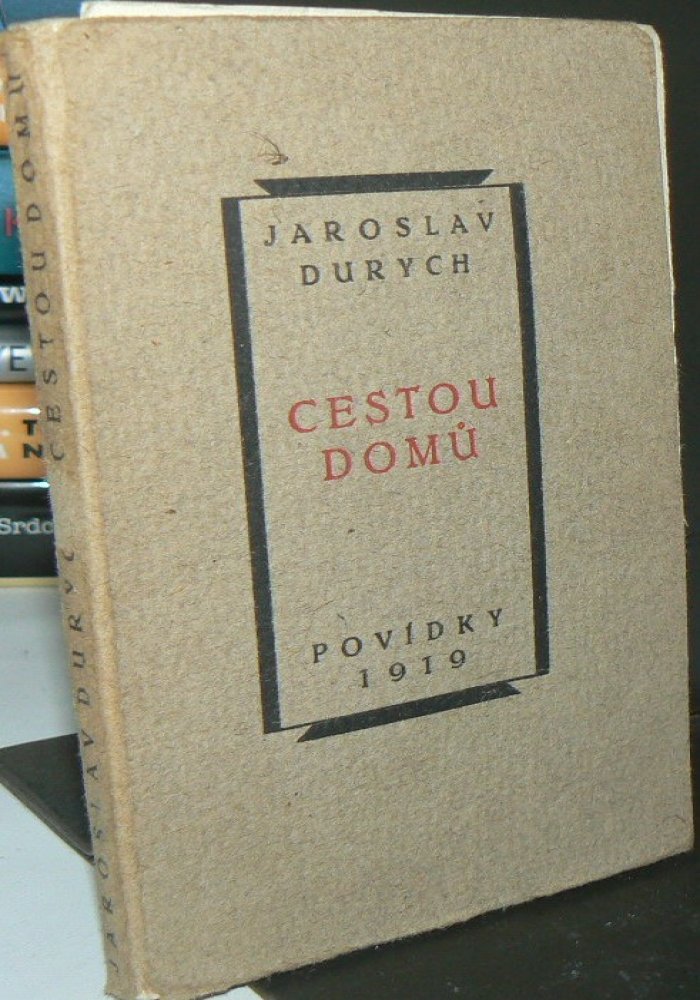 JAROSLAV
DURYCH
CESTOU
DOMŮ
POVÍDKY
1919
JAROSLAV DURYCH CESTOU DOMŮ
W
T
N
Srdc